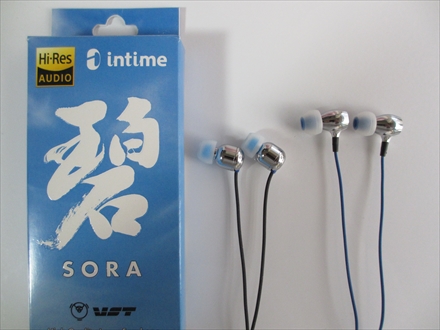 Hi·Res
AUDIO
intime
碧
SORA
VST